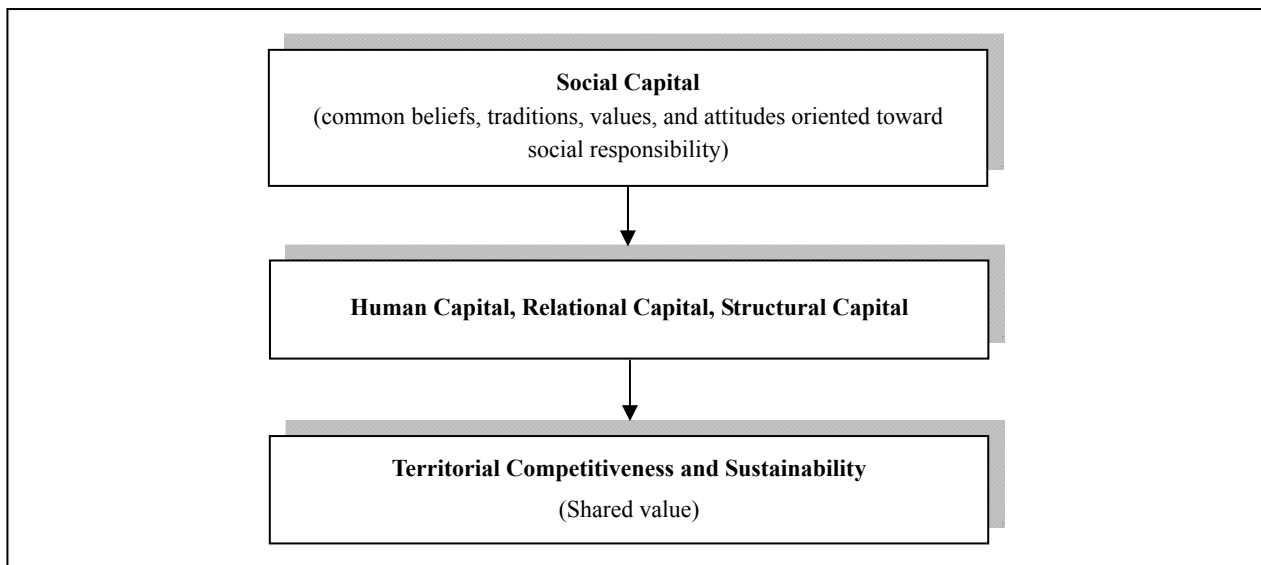 Social Capital
(common beliefs, traditions, values, and attitudes oriented toward
social responsibility)
Human Capital, Relational Capital, Structural Capital
Territorial Competitiveness and Sustainability
(Shared value)